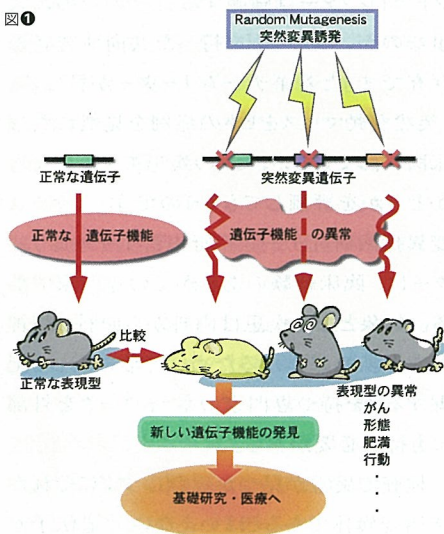 図❶
Random Mutagenesis
突然変異誘発
正常な遺伝子
突然変異遺伝子
正常な 遺伝子機能
遺伝子機能 の異常
比較
正常な表現型
表現型の異常
がん
形態
肥満
行動
・
・
・
新しい遺伝子機能の発見
基礎研究・医療へ